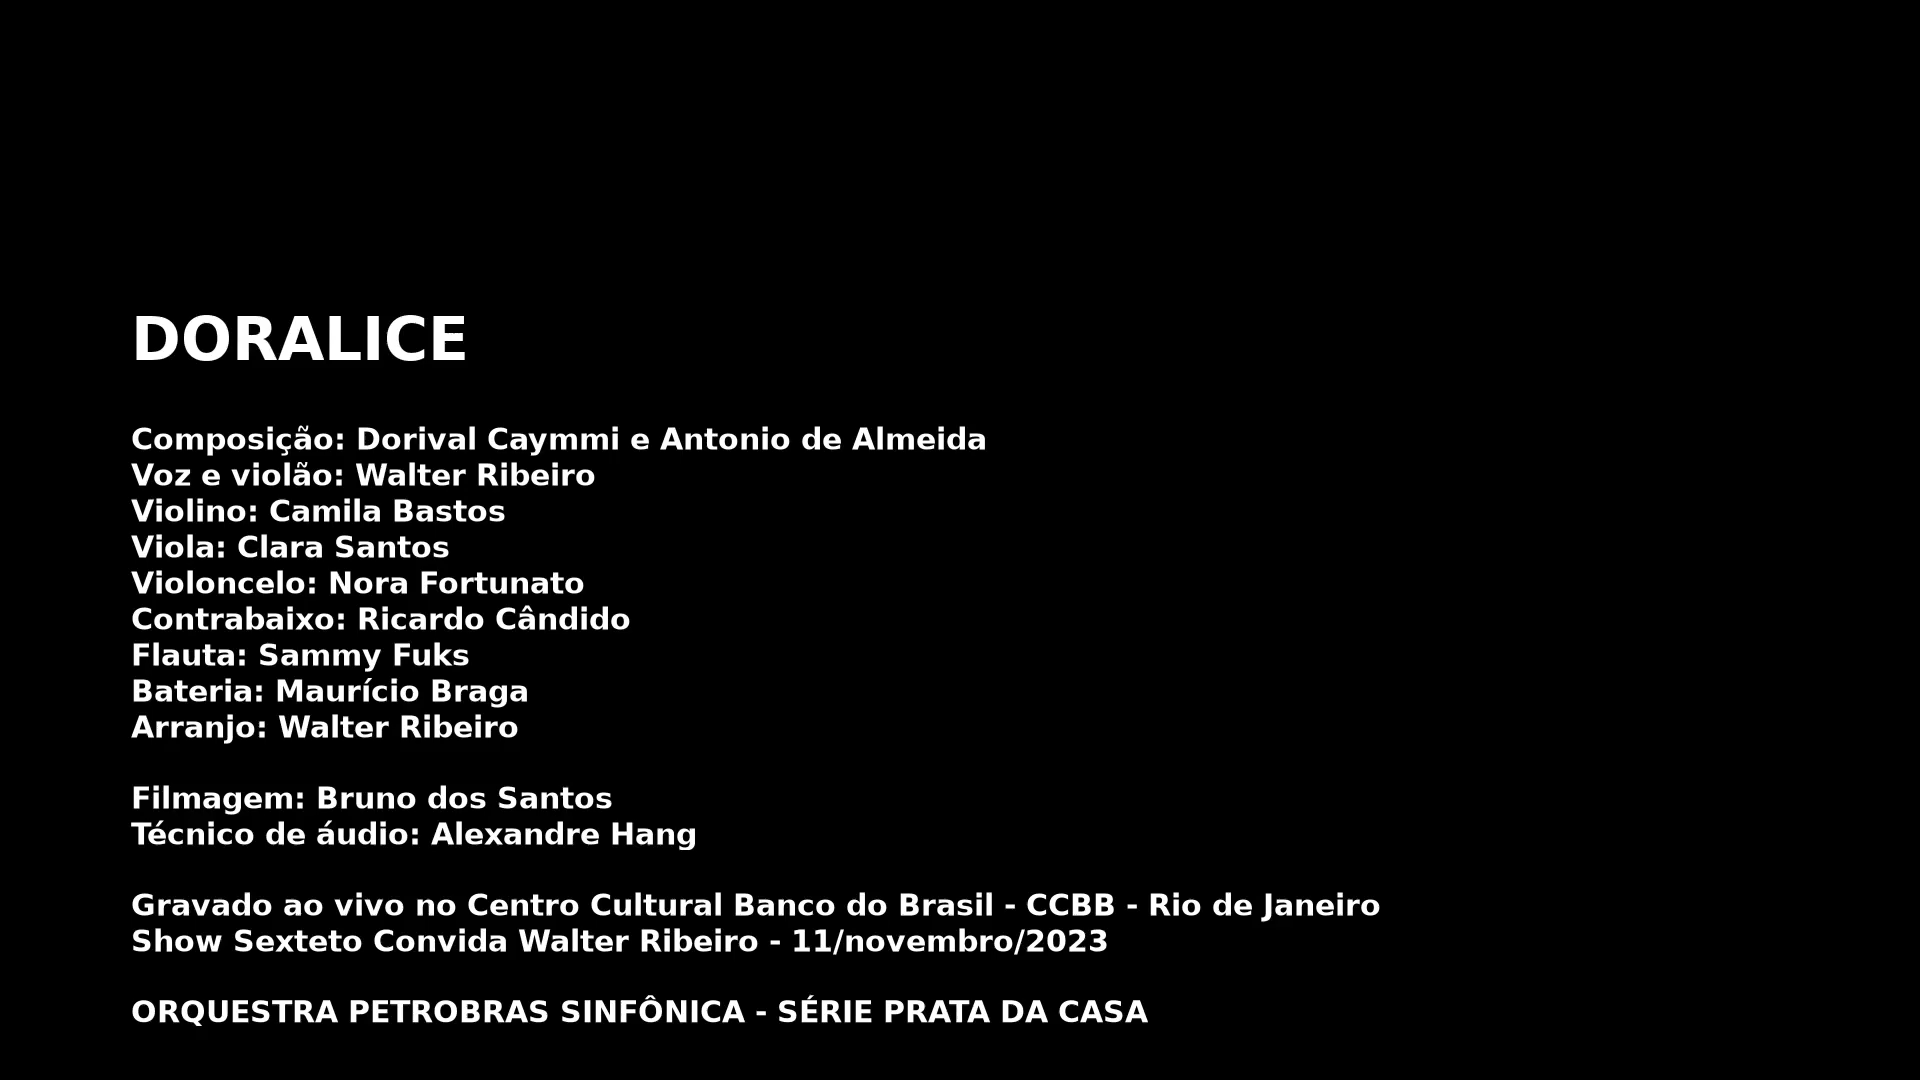 DORALICE
Composição: Dorival Caymmi e Antonio de Almeida
Voz e violão: Walter Ribeiro
Violino: Camila Bastos
Viola: Clara Santos
Violoncelo: Nora Fortunato
Contrabaixo: Ricardo Cândido
Flauta: Sammy Fuks
Bateria: Maurício Braga
Arranjo: Walter Ribeiro
Filmagem: Bruno dos Santos
Técnico de áudio: Alexandre Hang
Gravado ao vivo no Centro Cultural Banco do Brasil - CCBB - Rio de Janeiro
Show Sexteto Convida Walter Ribeiro - 11/novembro/2023
ORQUESTRA PETROBRAS SINFÔNICA - SÉRIE PRATA DA CASA